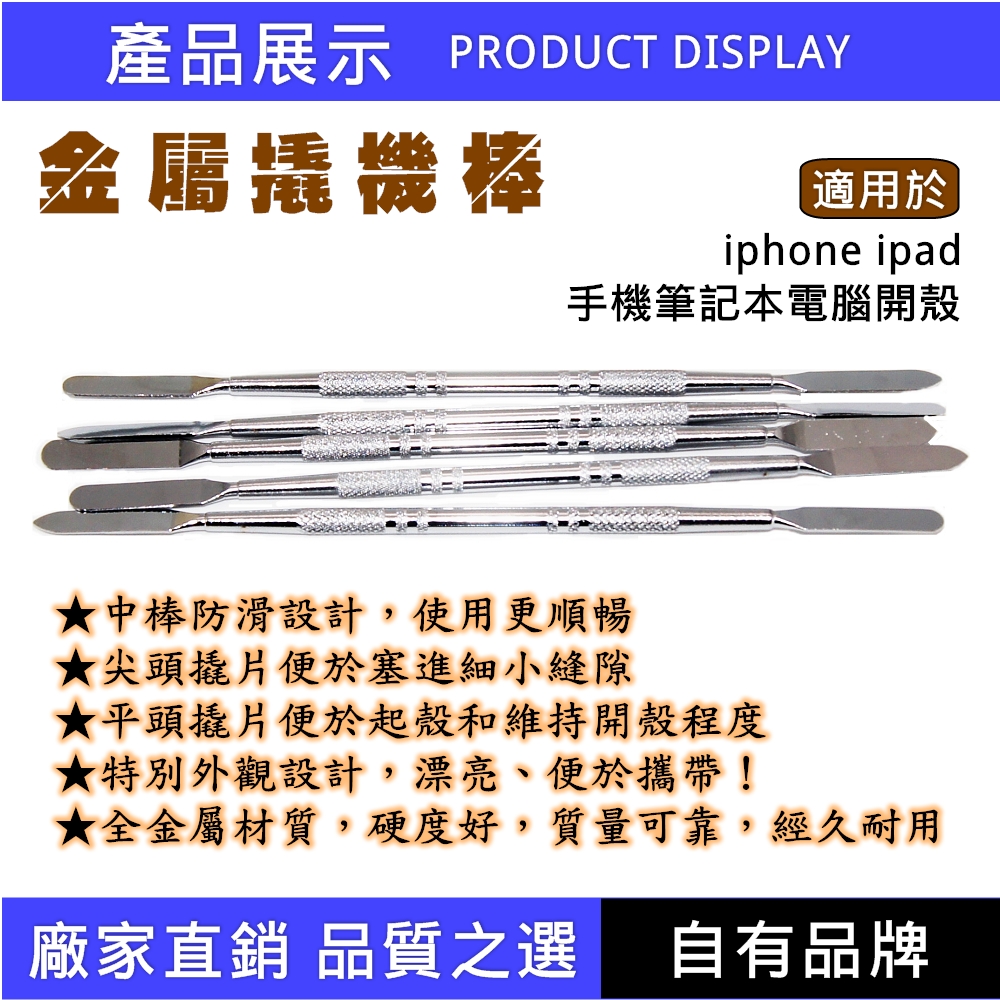 產品展示 PRODUCT DISPLAY
金屬撬機棒
適用於
iphone ipad
手機筆記本電腦開殼
★中棒防滑設計，使用更順暢
★尖頭撬片便於塞進細小縫隙
★平頭撬片便於起殼和維持開殼程度
★特別外觀設計，漂亮、便於攜帶！
★全金屬材質，硬度好，質量可靠，經久耐用
廠家直銷 品質之選 自有品牌